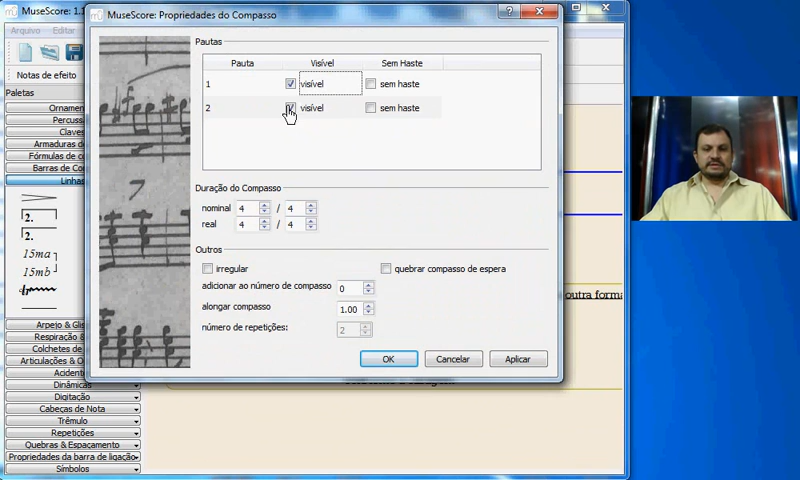 MuseScore: 1.1
MuseScore: Propriedades do Compasso
Arquivo Editar
Notas de efeito
Paletas
Ornamen
Percuss
Claves
Armaduras d
Fórmulas de c
Barras de Co
Linhas
2.
2.
15ma
15mb
tr
Arpejo & Glis
Respiração &
Colchetes de
Articulações & O
Acident
Dinâmicas
Digitação
Cabeças de Nota
Trêmulo
Repetições
Quebras & Espaçamento
Propriedades da barra de ligação
Símbolos
Pautas
Pauta Visível Sem Haste
1 visível sem haste
2 visível sem haste
Duração do Compasso
nominal 4 / 4
real 4 / 4
Outros
irregular quebrar compasso de espera
adicionar ao número de compasso 0
alongar compasso 1.00
número de repetições: 2
OK Cancelar Aplicar
outra forma